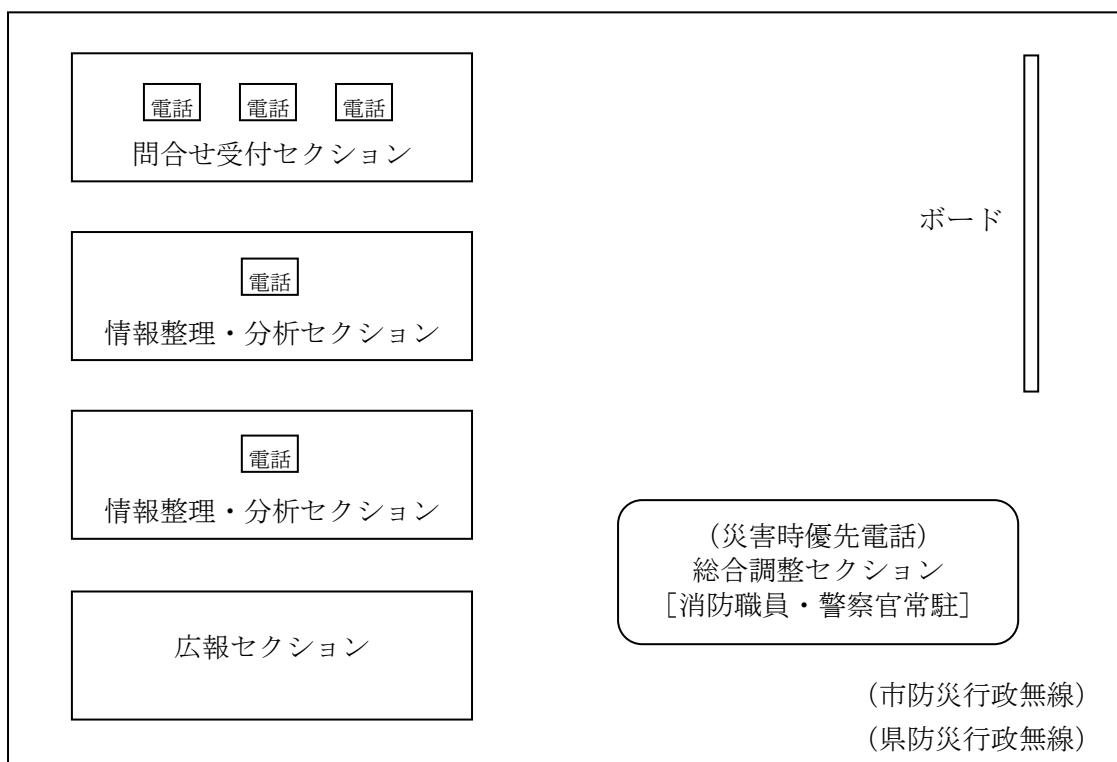 電話 電話 電話
問合せ受付セクション
ボード
電話
情報整理・分析セクション
電話
情報整理・分析セクション
(災害時優先電話)
総合調整セクション
[消防職員・警察官常駐]
広報セクション
(市防災行政無線)
(県防災行政無線)